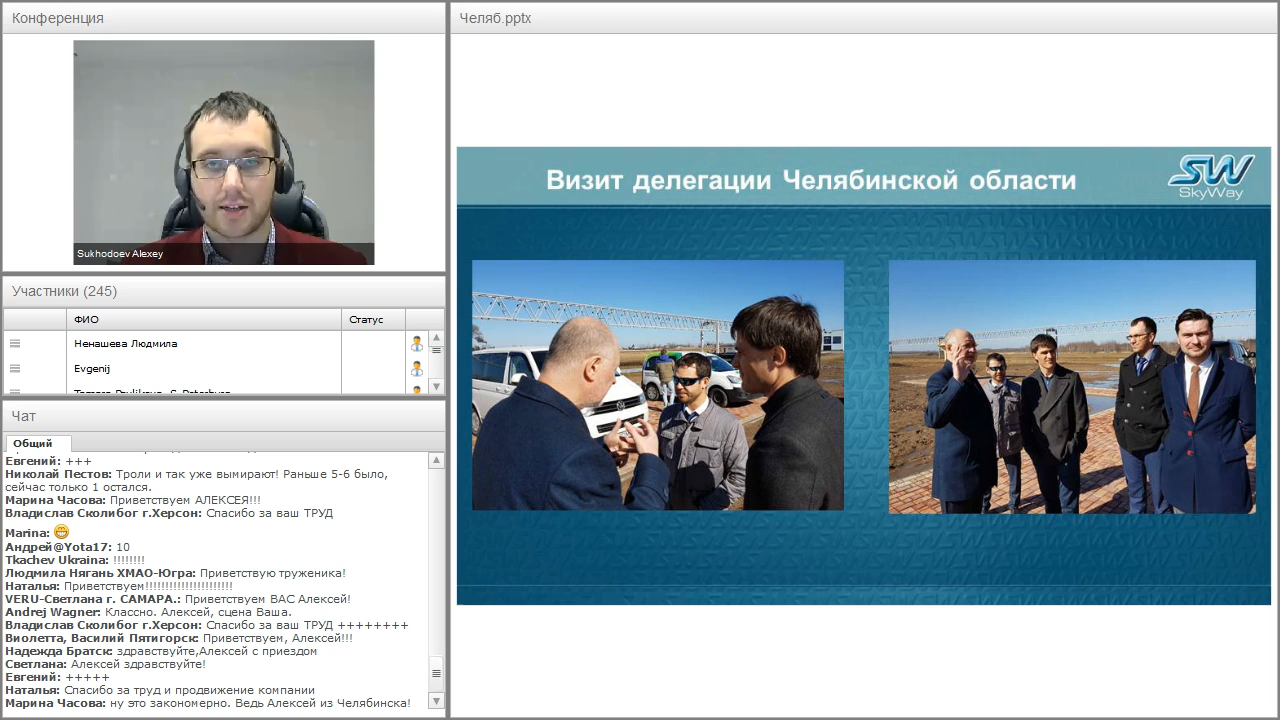 Конференция
Sukhodoev Alexey
Участники (245)
ФИО
Статус
Ненашева Людмила
Evgenij
Чат
Общий
Евгений: +++
Николай Пестов: Троли и так уже вымирают! Раньше 5-6 было,
сейчас только 1 остался.
Марина Часова: Приветствуем АЛЕКСЕЯ!!!
Владислав Сколибог г.Херсон: Спасибо за ваш ТРУД
Marina:
Андрей@Yota17: 10
Tkachev Ukraina: !!!!!!!!
Людмила Нягань ХМАО-Югра: Приветствую труженика!
Наталья: Приветствуем!!!!!!!!!!!!!!!!!!!!!!
VERU-Светлана г. САМАРА.: Приветствуем ВАС Алексей!
Andrej Wagner: Классно. Алексей, сцена Ваша.
Владислав Сколибог г.Херсон: Спасибо за ваш ТРУД ++++++++
Виолетта, Василий Пятигорск: Приветствуем, Алексей!!!
Надежда Братск: здравствуйте,Алексей с приездом
Светлана: Алексей здравствуйте!
Евгений: +++++
Наталья: Спасибо за труд и продвижение компании
Марина Часова: ну это закономерно. Ведь Алексей из Челябинска!
Челяб.pptx
Визит делегации Челябинской области
SW
SkyWay